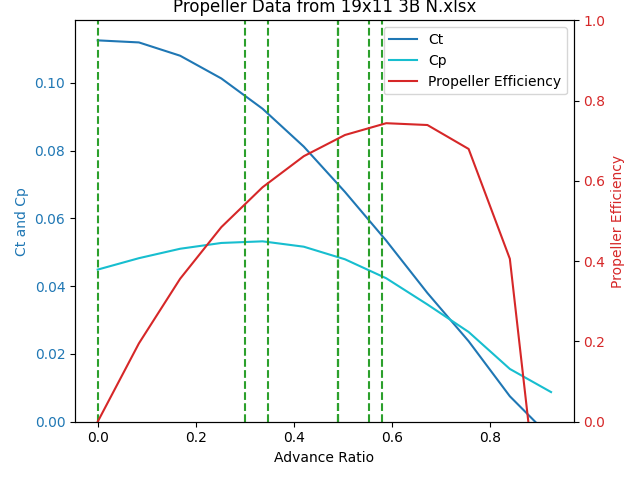 Propeller Data from 19x11 3B N.xlsx
Ct
Cp
Propeller Efficiency
Ct and Cp
0.10
0.08
0.06
0.04
0.02
0.00
1.0
0.8
0.6
0.4
0.2
0.0
Propeller Efficiency
0.0 0.2 0.4 0.6 0.8
Advance Ratio